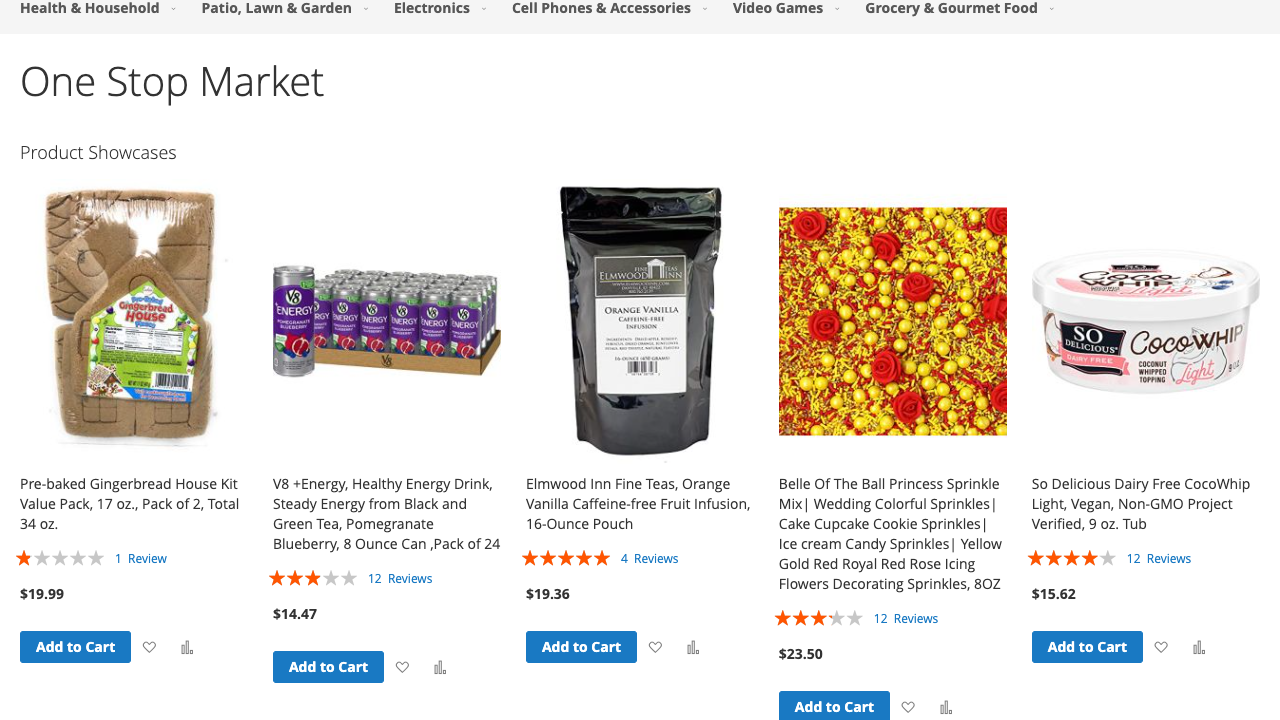 Health & Household
Patio, Lawn & Garden
Electronics
Cell Phones & Accessories
Video Games
Grocery & Gourmet Food
One Stop Market
Product Showcases
Pre-Baking
Gingerbread
House
V8
+ENERGY
POMEGRANATE
BLUEBERRY
FINE TEAS
ELMWOOD INN
ORANGE VANILLA
CAFFEINE-FREE
INFUSION
16-OUNCE (450 GRAMS)
SO
DELICIOUS
DAIRY FREE
COCOWHIP
COCONUT
WHIPPED
TOPPING
Light
9 OZ
Pre-baked Gingerbread House Kit
Value Pack, 17 oz., Pack of 2, Total
34 oz.
1 Review
$19.99
Add to Cart
V8 +Energy, Healthy Energy Drink,
Steady Energy from Black and
Green Tea, Pomegranate
Blueberry, 8 Ounce Can ,Pack of 24
12 Reviews
$14.47
Add to Cart
Elmwood Inn Fine Teas, Orange
Vanilla Caffeine-free Fruit Infusion,
16-Ounce Pouch
4 Reviews
$19.36
Add to Cart
Belle Of The Ball Princess Sprinkle
Mix| Wedding Colorful Sprinkles|
Cake Cupcake Cookie Sprinkles|
Ice cream Candy Sprinkles| Yellow
Gold Red Royal Red Rose Icing
Flowers Decorating Sprinkles, 8OZ
12 Reviews
$23.50
Add to Cart
So Delicious Dairy Free CocoWhip
Light, Vegan, Non-GMO Project
Verified, 9 oz. Tub
12 Reviews
$15.62
Add to Cart